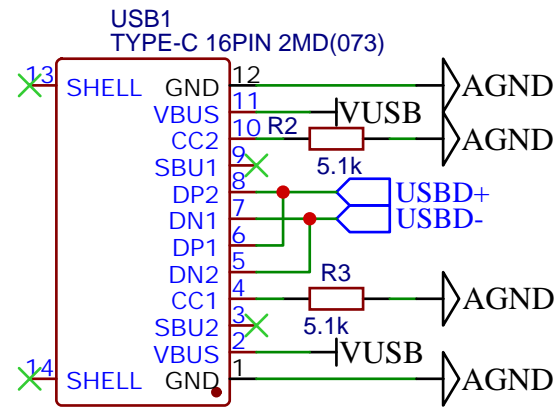 USB1
TYPE-C 16PIN 2MD(073)
13 SHELL GND 12 AGND
VBUS 11 VUSB
CC2 10 R2 5.1k AGND
SBU1 9
DP2 8 USBD+
DN1 7 USBD-
DP1 6
DN2 5
CC1 4 R3 5.1k AGND
SBU2 3
VBUS 2 VUSB
14 SHELL GND 1 AGND